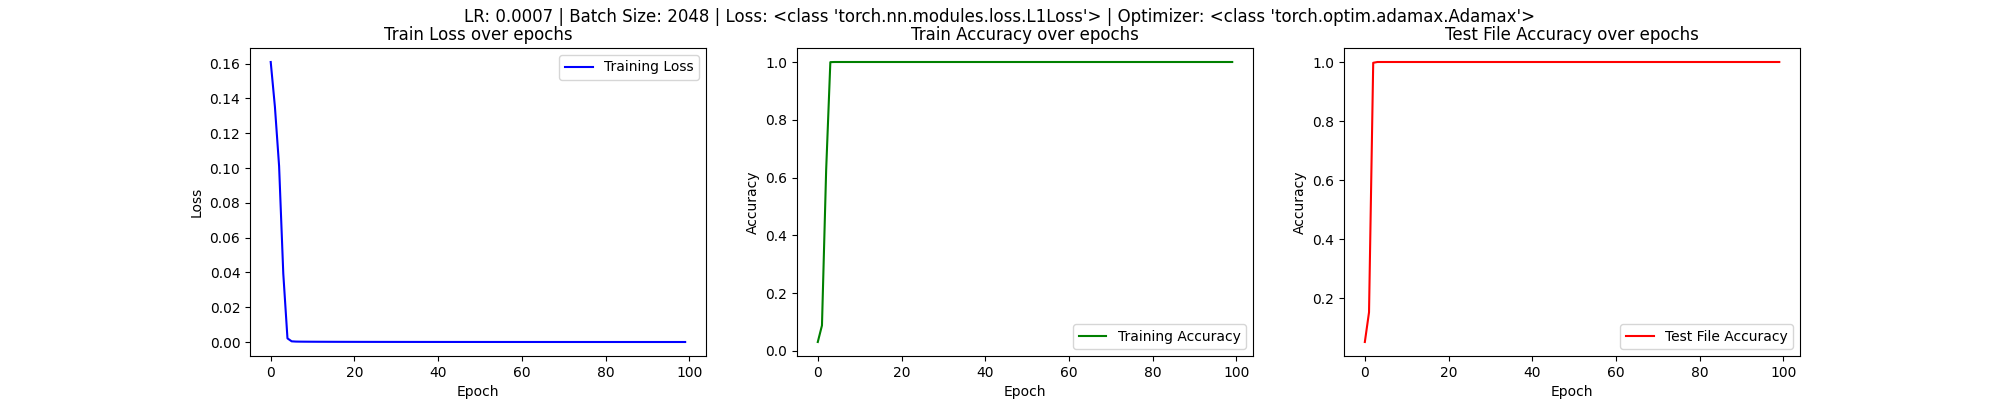 LR: 0.0007 | Batch Size: 2048 | Loss: <class 'torch.nn.modules.loss.L1Loss'> | Optimizer: <class 'torch.optim.adamax.Adamax'>
Train Loss over epochs
Training Loss
0.16
0.14
0.12
0.10
0.08
0.06
0.04
0.02
0.00
Loss
0 20 40 60 80 100
Epoch
Train Accuracy over epochs
1.0
0.8
0.6
0.4
0.2
0.0
Accuracy
Training Accuracy
0 20 40 60 80 100
Epoch
Test File Accuracy over epochs
1.0
0.8
0.6
0.4
0.2
Accuracy
Test File Accuracy
0 20 40 60 80 100
Epoch